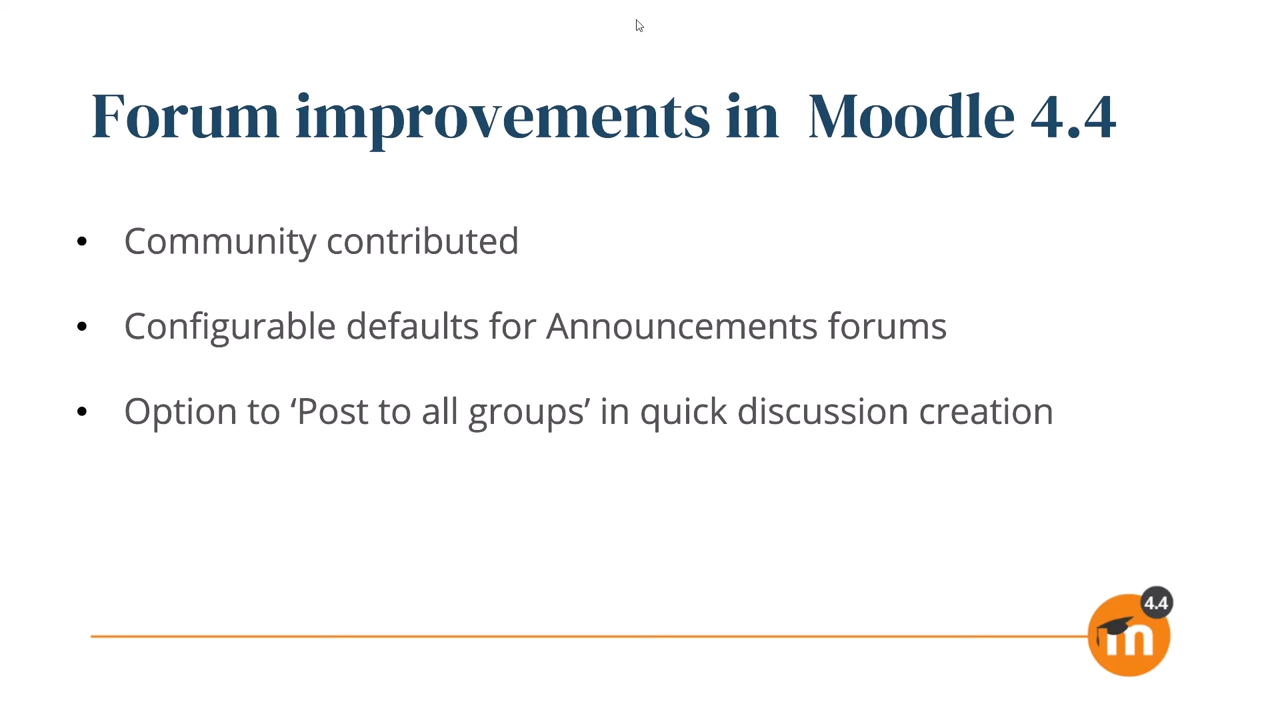 Forum improvements in Moodle 4.4
• Community contributed
• Configurable defaults for Announcements forums
• Option to ‘Post to all groups’ in quick discussion creation
4.4
m